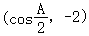 (cos A/2, -2)